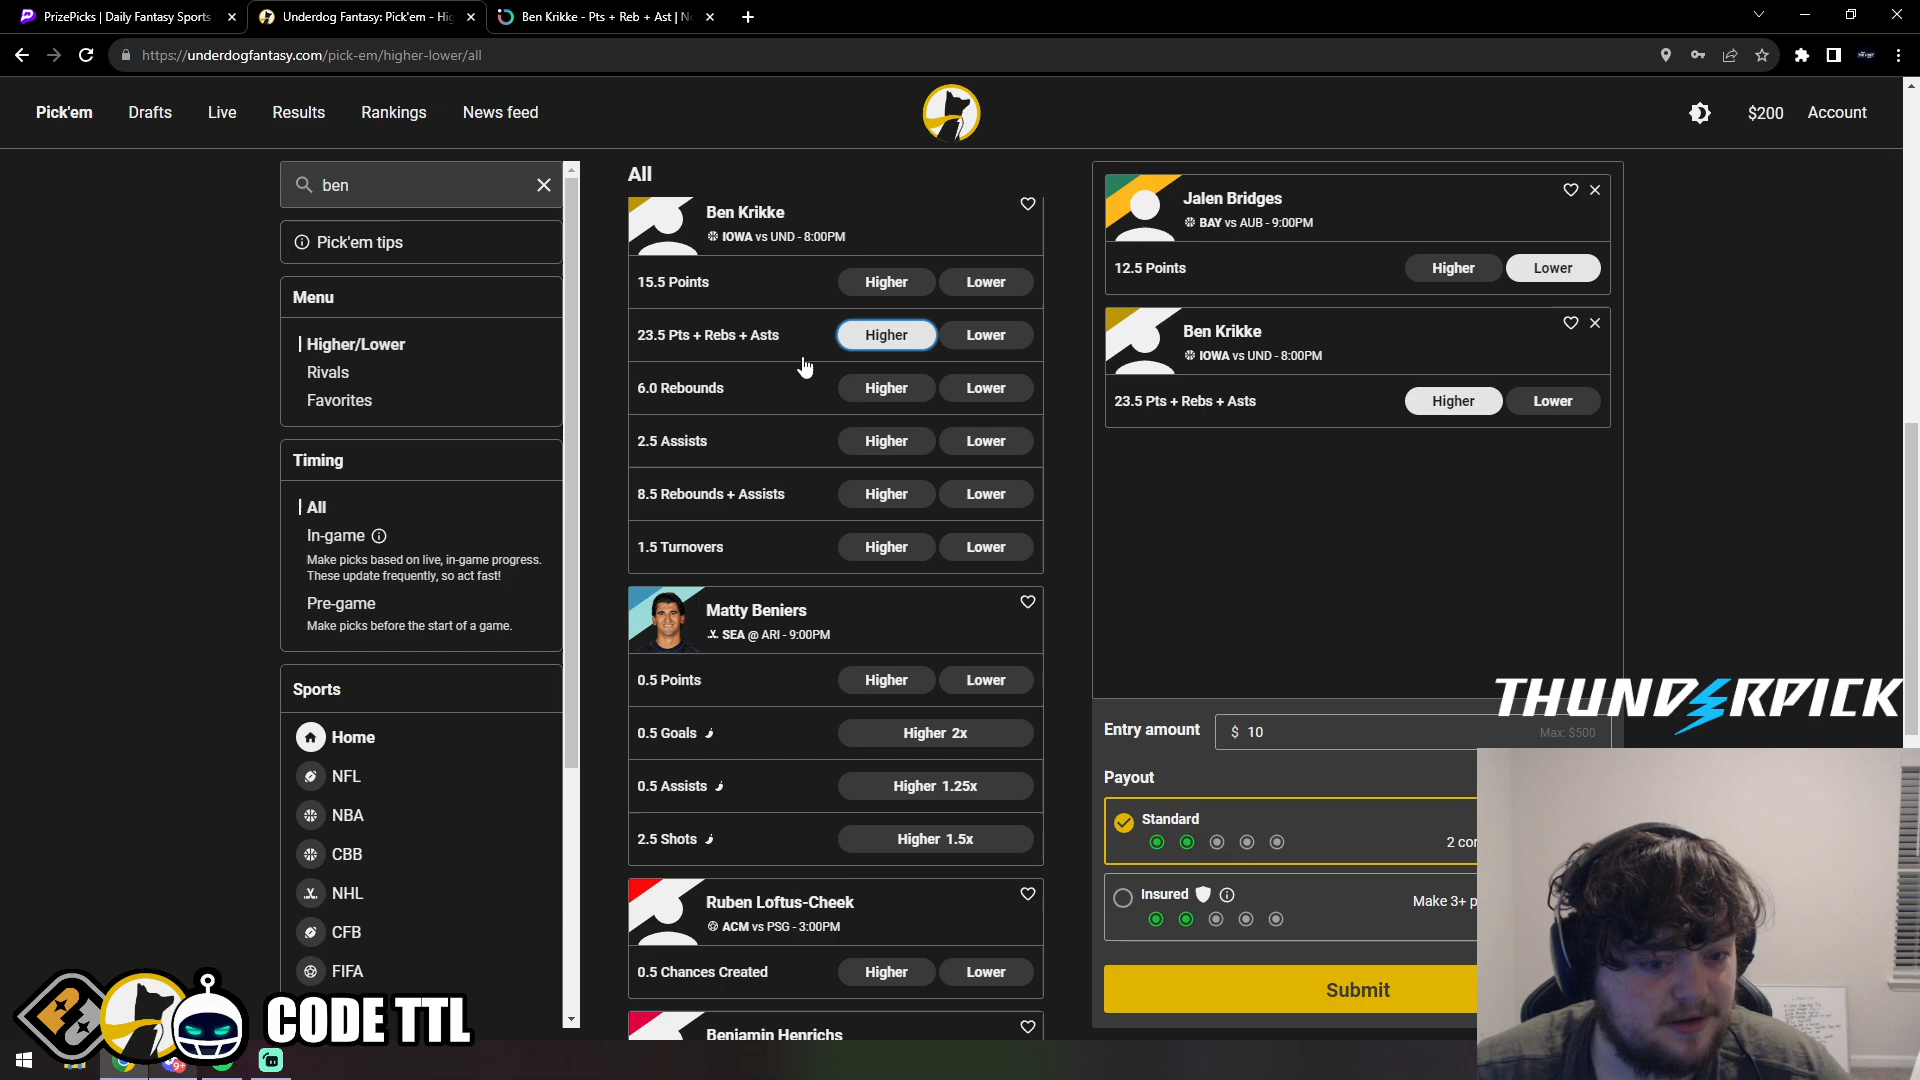 PrizePicks | Daily Fantasy Sports
Underdog Fantasy: Pick'em - Hig
Ben Krikke - Pts + Reb + Ast | N
https://underdogfantasy.com/pick-em/higher-lower/all
Pick'em
Drafts
Live
Results
Rankings
News feed
$200
Account
ben
Pick'em tips
Menu
Higher/Lower
Rivals
Favorites
Timing
All
In-game
Make picks based on live, in-game progress.
These update frequently, so act fast!
Pre-game
Make picks before the start of a game.
Sports
Home
NFL
NBA
CBB
NHL
CFB
FIFA
All
Ben Krikke
IOWA vs UND - 8:00PM
15.5 Points Higher Lower
23.5 Pts + Rebs + Asts Higher Lower
6.0 Rebounds Higher Lower
2.5 Assists Higher Lower
8.5 Rebounds + Assists Higher Lower
1.5 Turnovers Higher Lower
Matty Beniers
SEA @ ARI - 9:00PM
0.5 Points Higher Lower
0.5 Goals Higher 2x
0.5 Assists Higher 1.25x
2.5 Shots Higher 1.5x
Ruben Loftus-Cheek
ACM vs PSG - 3:00PM
0.5 Chances Created Higher Lower
Benjamin Henrichs
Jalen Bridges
BAY vs AUB - 9:00PM
12.5 Points Higher Lower
Ben Krikke
IOWA vs UND - 8:00PM
23.5 Pts + Rebs + Asts Higher Lower
THUNDERPICK
Entry amount $ 10 Max: $500
Payout
Standard
2 cor
Insured
Make 3+ p
Submit
CODE TTL
9+